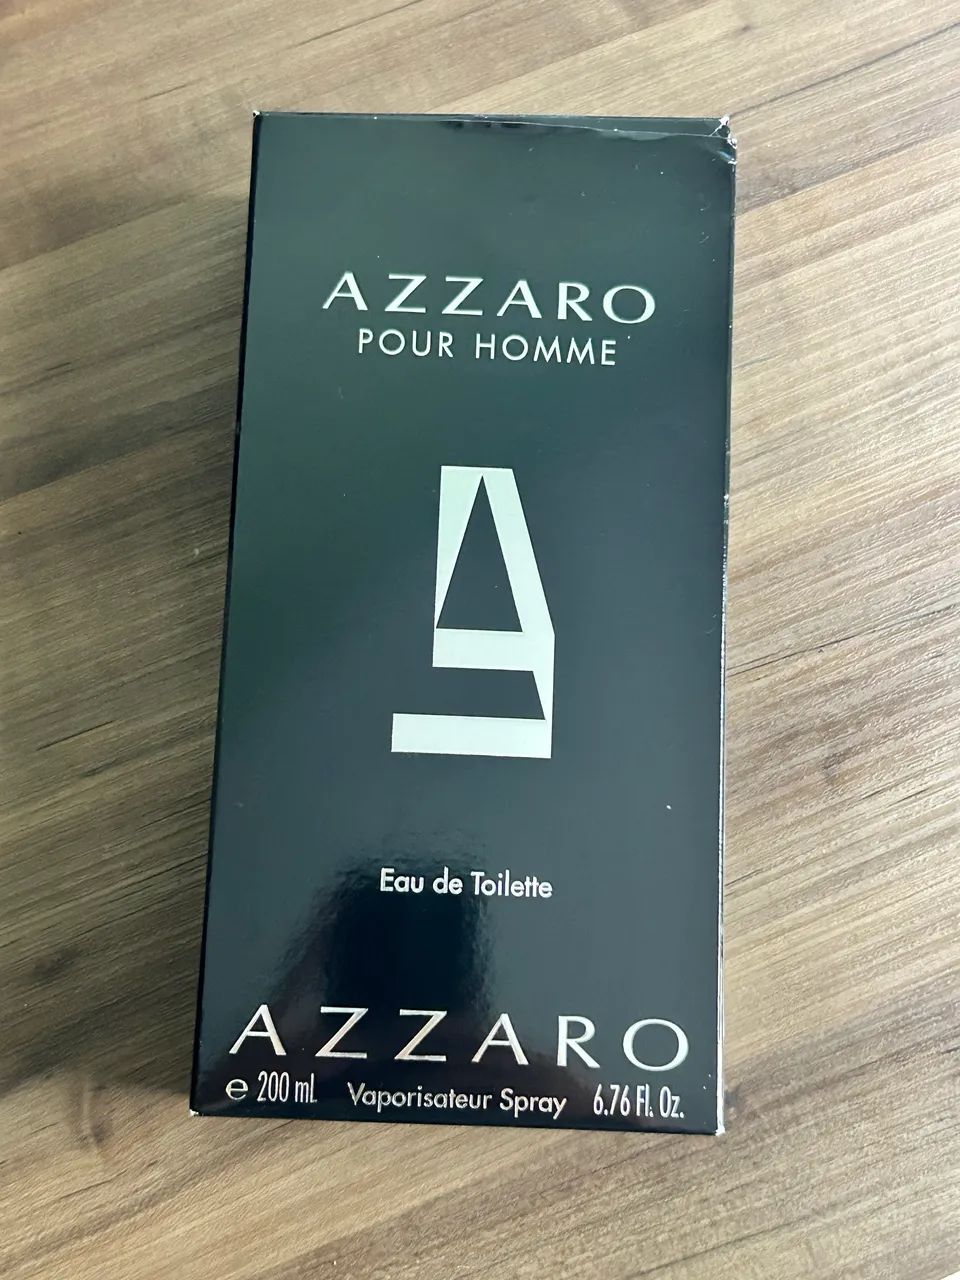 AZZARO
POUR HOMME
Eau de Toilette
AZZARO
℮ 200 mL Vaporisateur Spray 6.76 Fl. Oz.